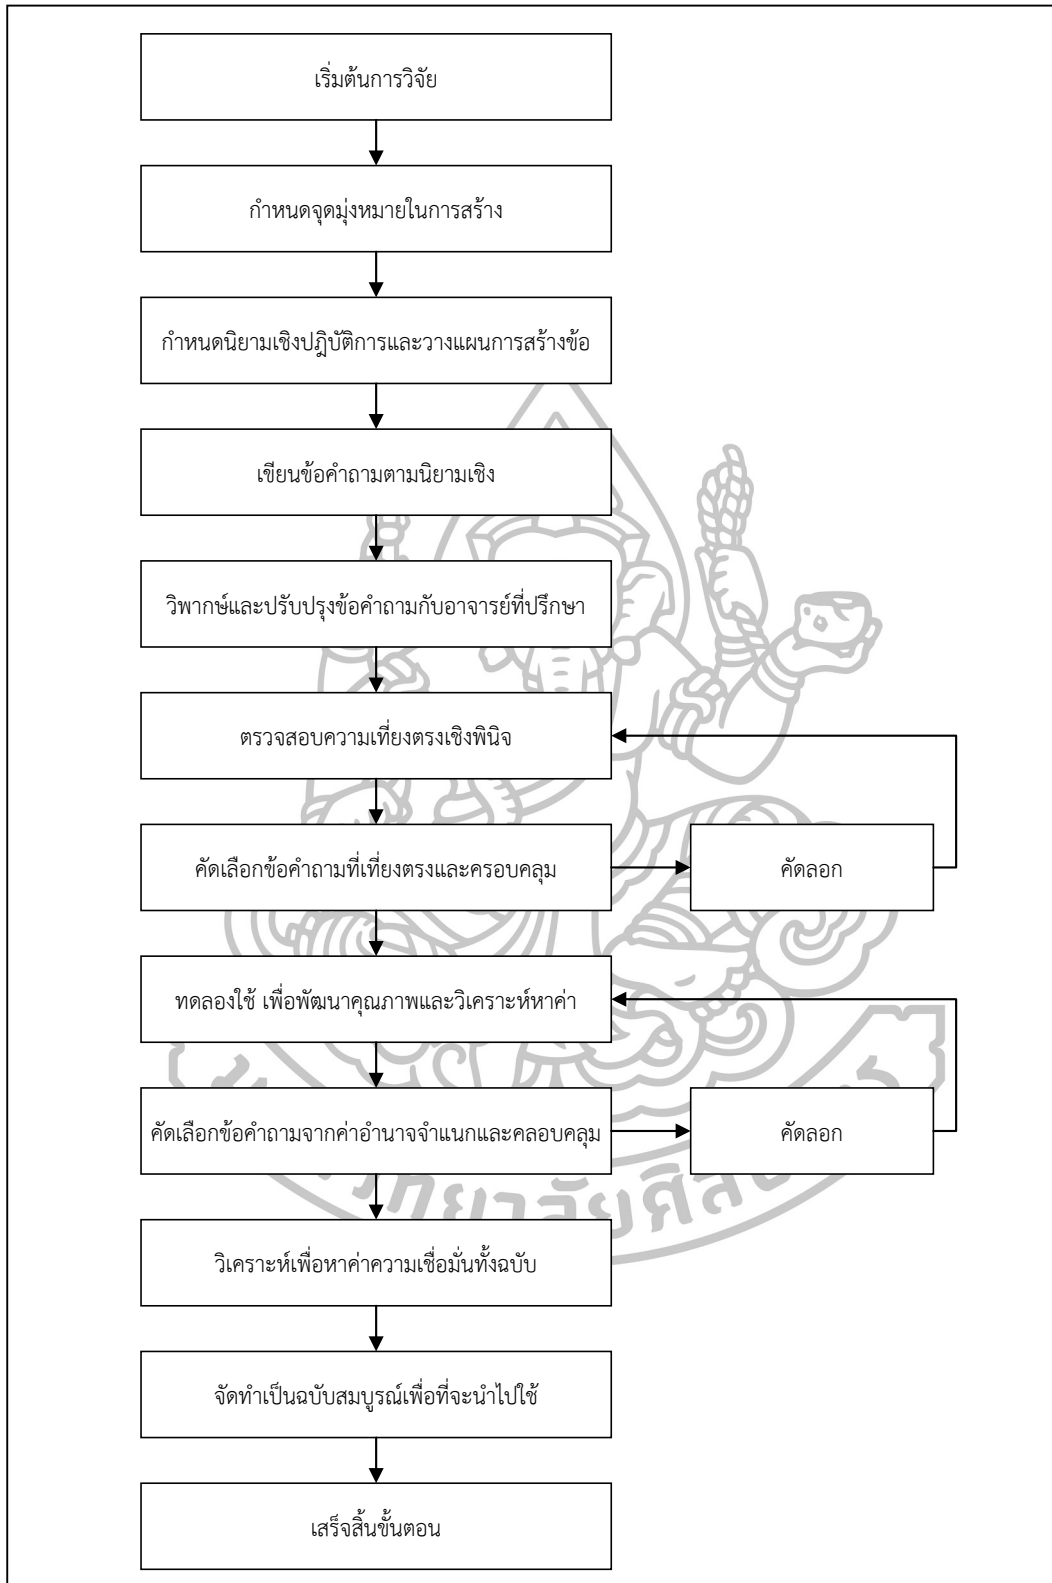 เริ่มต้นการวิจัย
กำหนดจุดมุ่งหมายในการสร้าง
กำหนดนิยามเชิงปฎิบัติการและวางแผนการสร้างข้อ
เขียนข้อคำถามตามนิยามเชิง
วิพากษ์และปรับปรุงข้อคำถามกับอาจารย์ที่ปรึกษา
ตรวจสอบความเที่ยงตรงเชิงพินิจ
คัดเลือกข้อคำถามที่เที่ยงตรงและครอบคลุม
คัดลอก
ทดลองใช้ เพื่อพัฒนาคุณภาพและวิเคราะห์หาค่า
คัดเลือกข้อคำถามจากค่าอำนาจจำแนกและคลอบคลุม
คัดลอก
วิเคราะห์เพื่อหาค่าความเชื่อมั่นทั้งฉบับ
จัดทำเป็นฉบับสมบูรณ์เพื่อที่จะนำไปใช้
เสร็จสิ้นขั้นตอน